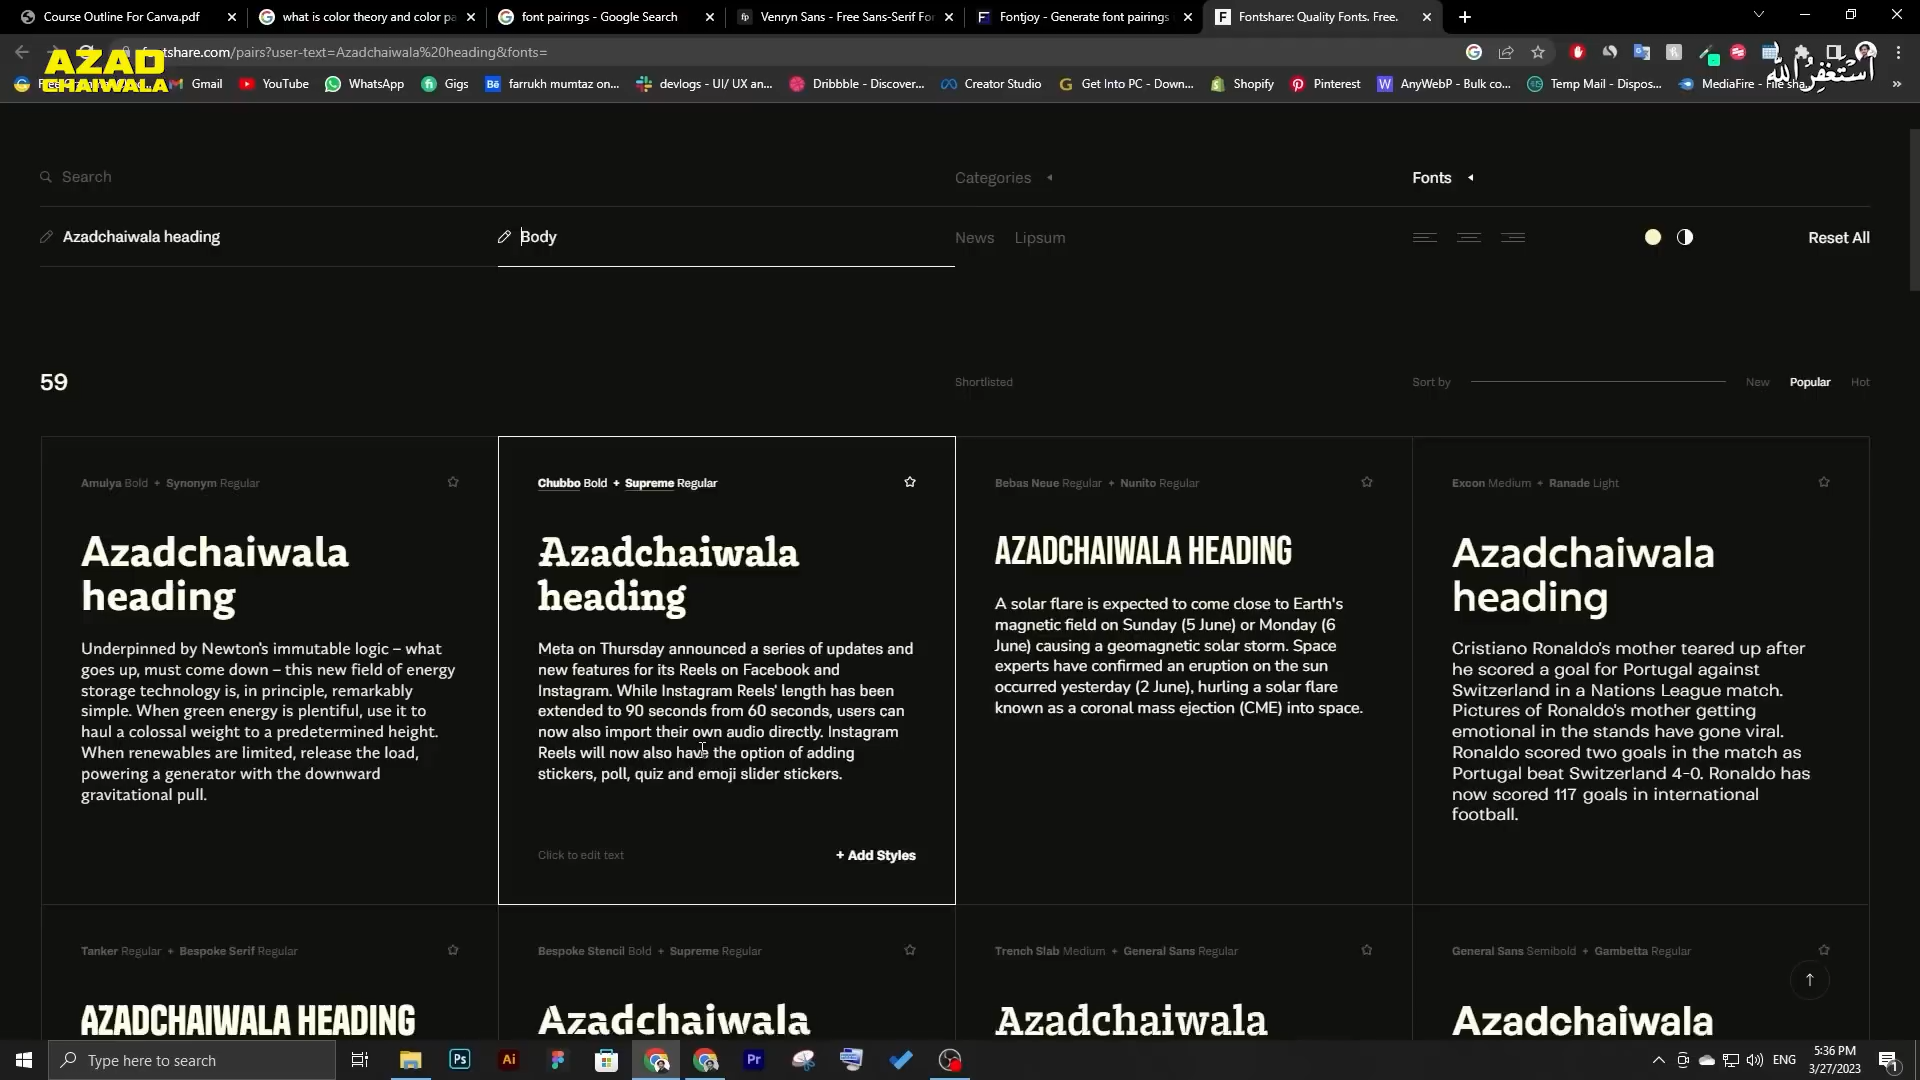 Course Outline For Canva.pdf
what is color theory and color pa
font pairings - Google Search
Venryn Sans - Free Sans-Serif Fo
Fontjoy - Generate font pairings
Fontshare: Quality Fonts. Free.
tshare.com/pairs?user-text=Azadchaiwala%20heading&fonts=
AZAD
CHAIWALA
أستغفر الله
Gmail
YouTube
WhatsApp
Gigs
farrukh mumtaz on...
devlogs - UI/ UX an...
Dribbble - Discover...
Creator Studio
Get Into PC - Down...
Shopify
Pinterest
AnyWebP - Bulk co...
Temp Mail - Dispos...
MediaFire - File sha...
Search
Categories
Fonts
Azadchaiwala heading
Body
News
Lipsum
Reset All
59
Shortlisted
Sort by
New
Popular
Hot
Amulya Bold + Synonym Regular
Azadchaiwala
heading
Underpinned by Newton's immutable logic – what
goes up, must come down – this new field of energy
storage technology is, in principle, remarkably
simple. When green energy is plentiful, use it to
haul a colossal weight to a predetermined height.
When renewables are limited, release the load,
powering a generator with the downward
gravitational pull.
Chubbo Bold + Supreme Regular
Azadchaiwala
heading
Meta on Thursday announced a series of updates and
new features for its Reels on Facebook and
Instagram. While Instagram Reels' length has been
extended to 90 seconds from 60 seconds, users can
now also import their own audio directly. Instagram
Reels will now also have the option of adding
stickers, poll, quiz and emoji slider stickers.
Click to edit text
+ Add Styles
Bebas Neue Regular + Nunito Regular
AZADCHAIWALA HEADING
A solar flare is expected to come close to Earth's
magnetic field on Sunday (5 June) or Monday (6
June) causing a geomagnetic solar storm. Space
experts have confirmed an eruption on the sun
occurred yesterday (2 June), hurling a solar flare
known as a coronal mass ejection (CME) into space.
Excon Medium + Ranade Light
Azadchaiwala
heading
Cristiano Ronaldo's mother teared up after
he scored a goal for Portugal against
Switzerland in a Nations League match.
Pictures of Ronaldo's mother getting
emotional in the stands have gone viral.
Ronaldo scored two goals in the match as
Portugal beat Switzerland 4-0. Ronaldo has
now scored 117 goals in international
football.
Tanker Regular + Bespoke Serif Regular
AZADCHAIWALA HEADING
Bespoke Stencil Bold + Supreme Regular
Azadchaiwala
Trench Slab Medium + General Sans Regular
Azadchaiwala
General Sans Semibold + Gambetta Regular
Azadchaiwala
Type here to search
ENG
5:36 PM
3/27/2023